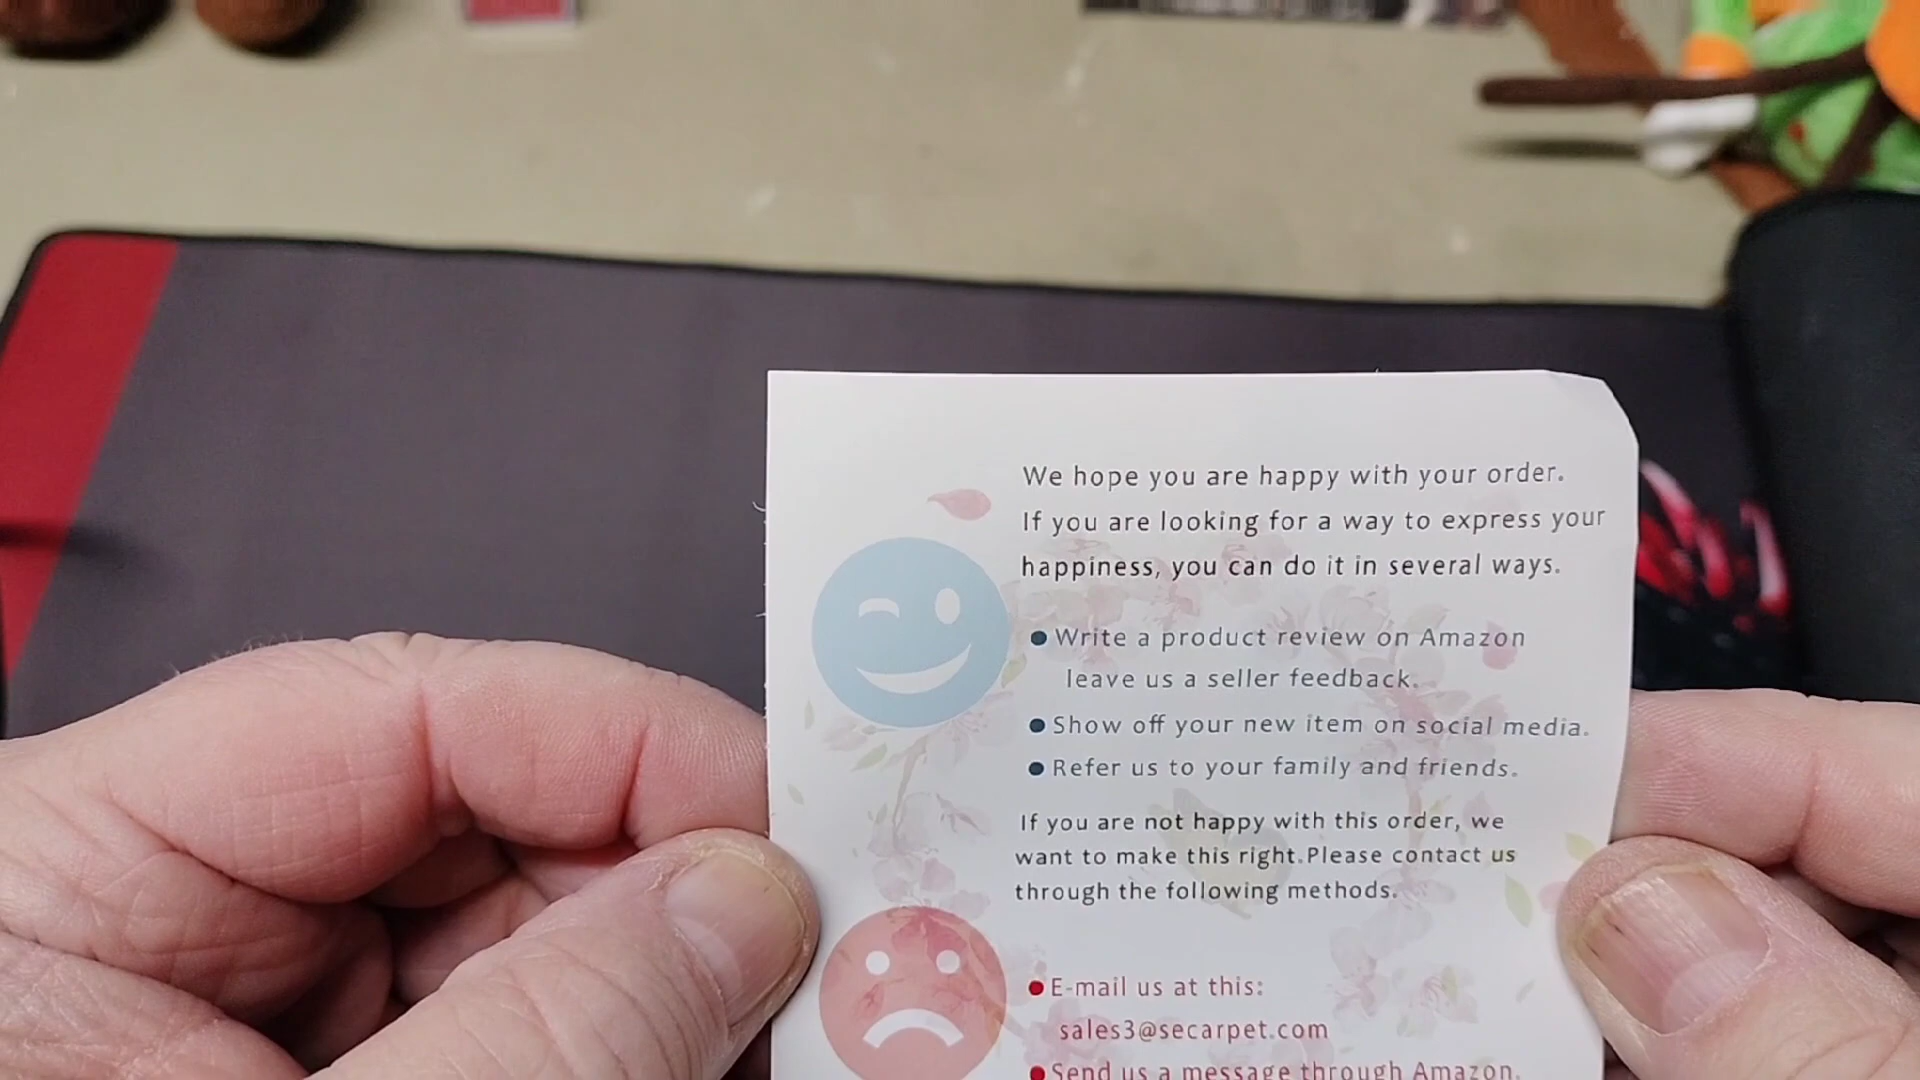 We hope you are happy with your order.
If you are looking for a way to express your
happiness, you can do it in several ways.
● Write a product review on Amazon
leave us a seller feedback.
● Show off your new item on social media.
● Refer us to your family and friends.
If you are not happy with this order, we
want to make this right.Please contact us
through the following methods.
● E-mail us at this:
sales3@secarpet.com
● Send us a message through Amazon.